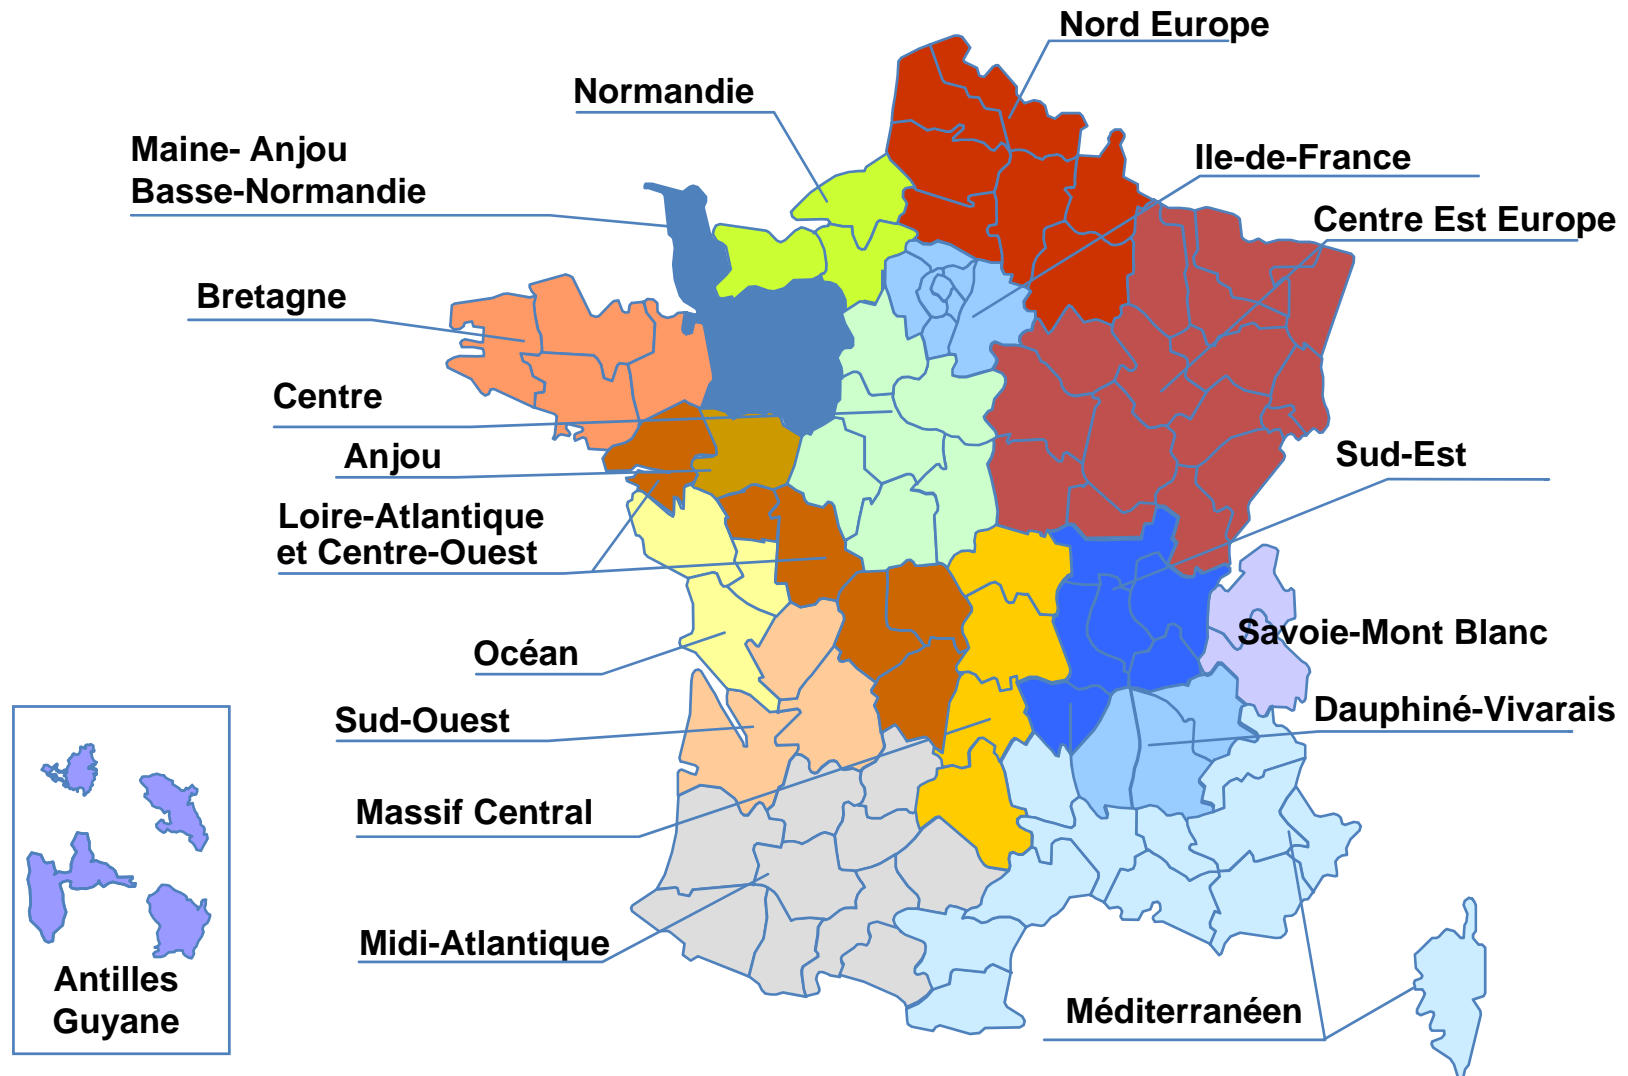 Nord Europe
Normandie
Maine- Anjou
Basse-Normandie
Ile-de-France
Centre Est Europe
Bretagne
Centre
Anjou
Sud-Est
Loire-Atlantique
et Centre-Ouest
Savoie-Mont Blanc
Océan
Sud-Ouest
Dauphiné-Vivarais
Massif Central
Midi-Atlantique
Antilles
Guyane
Méditerranéen